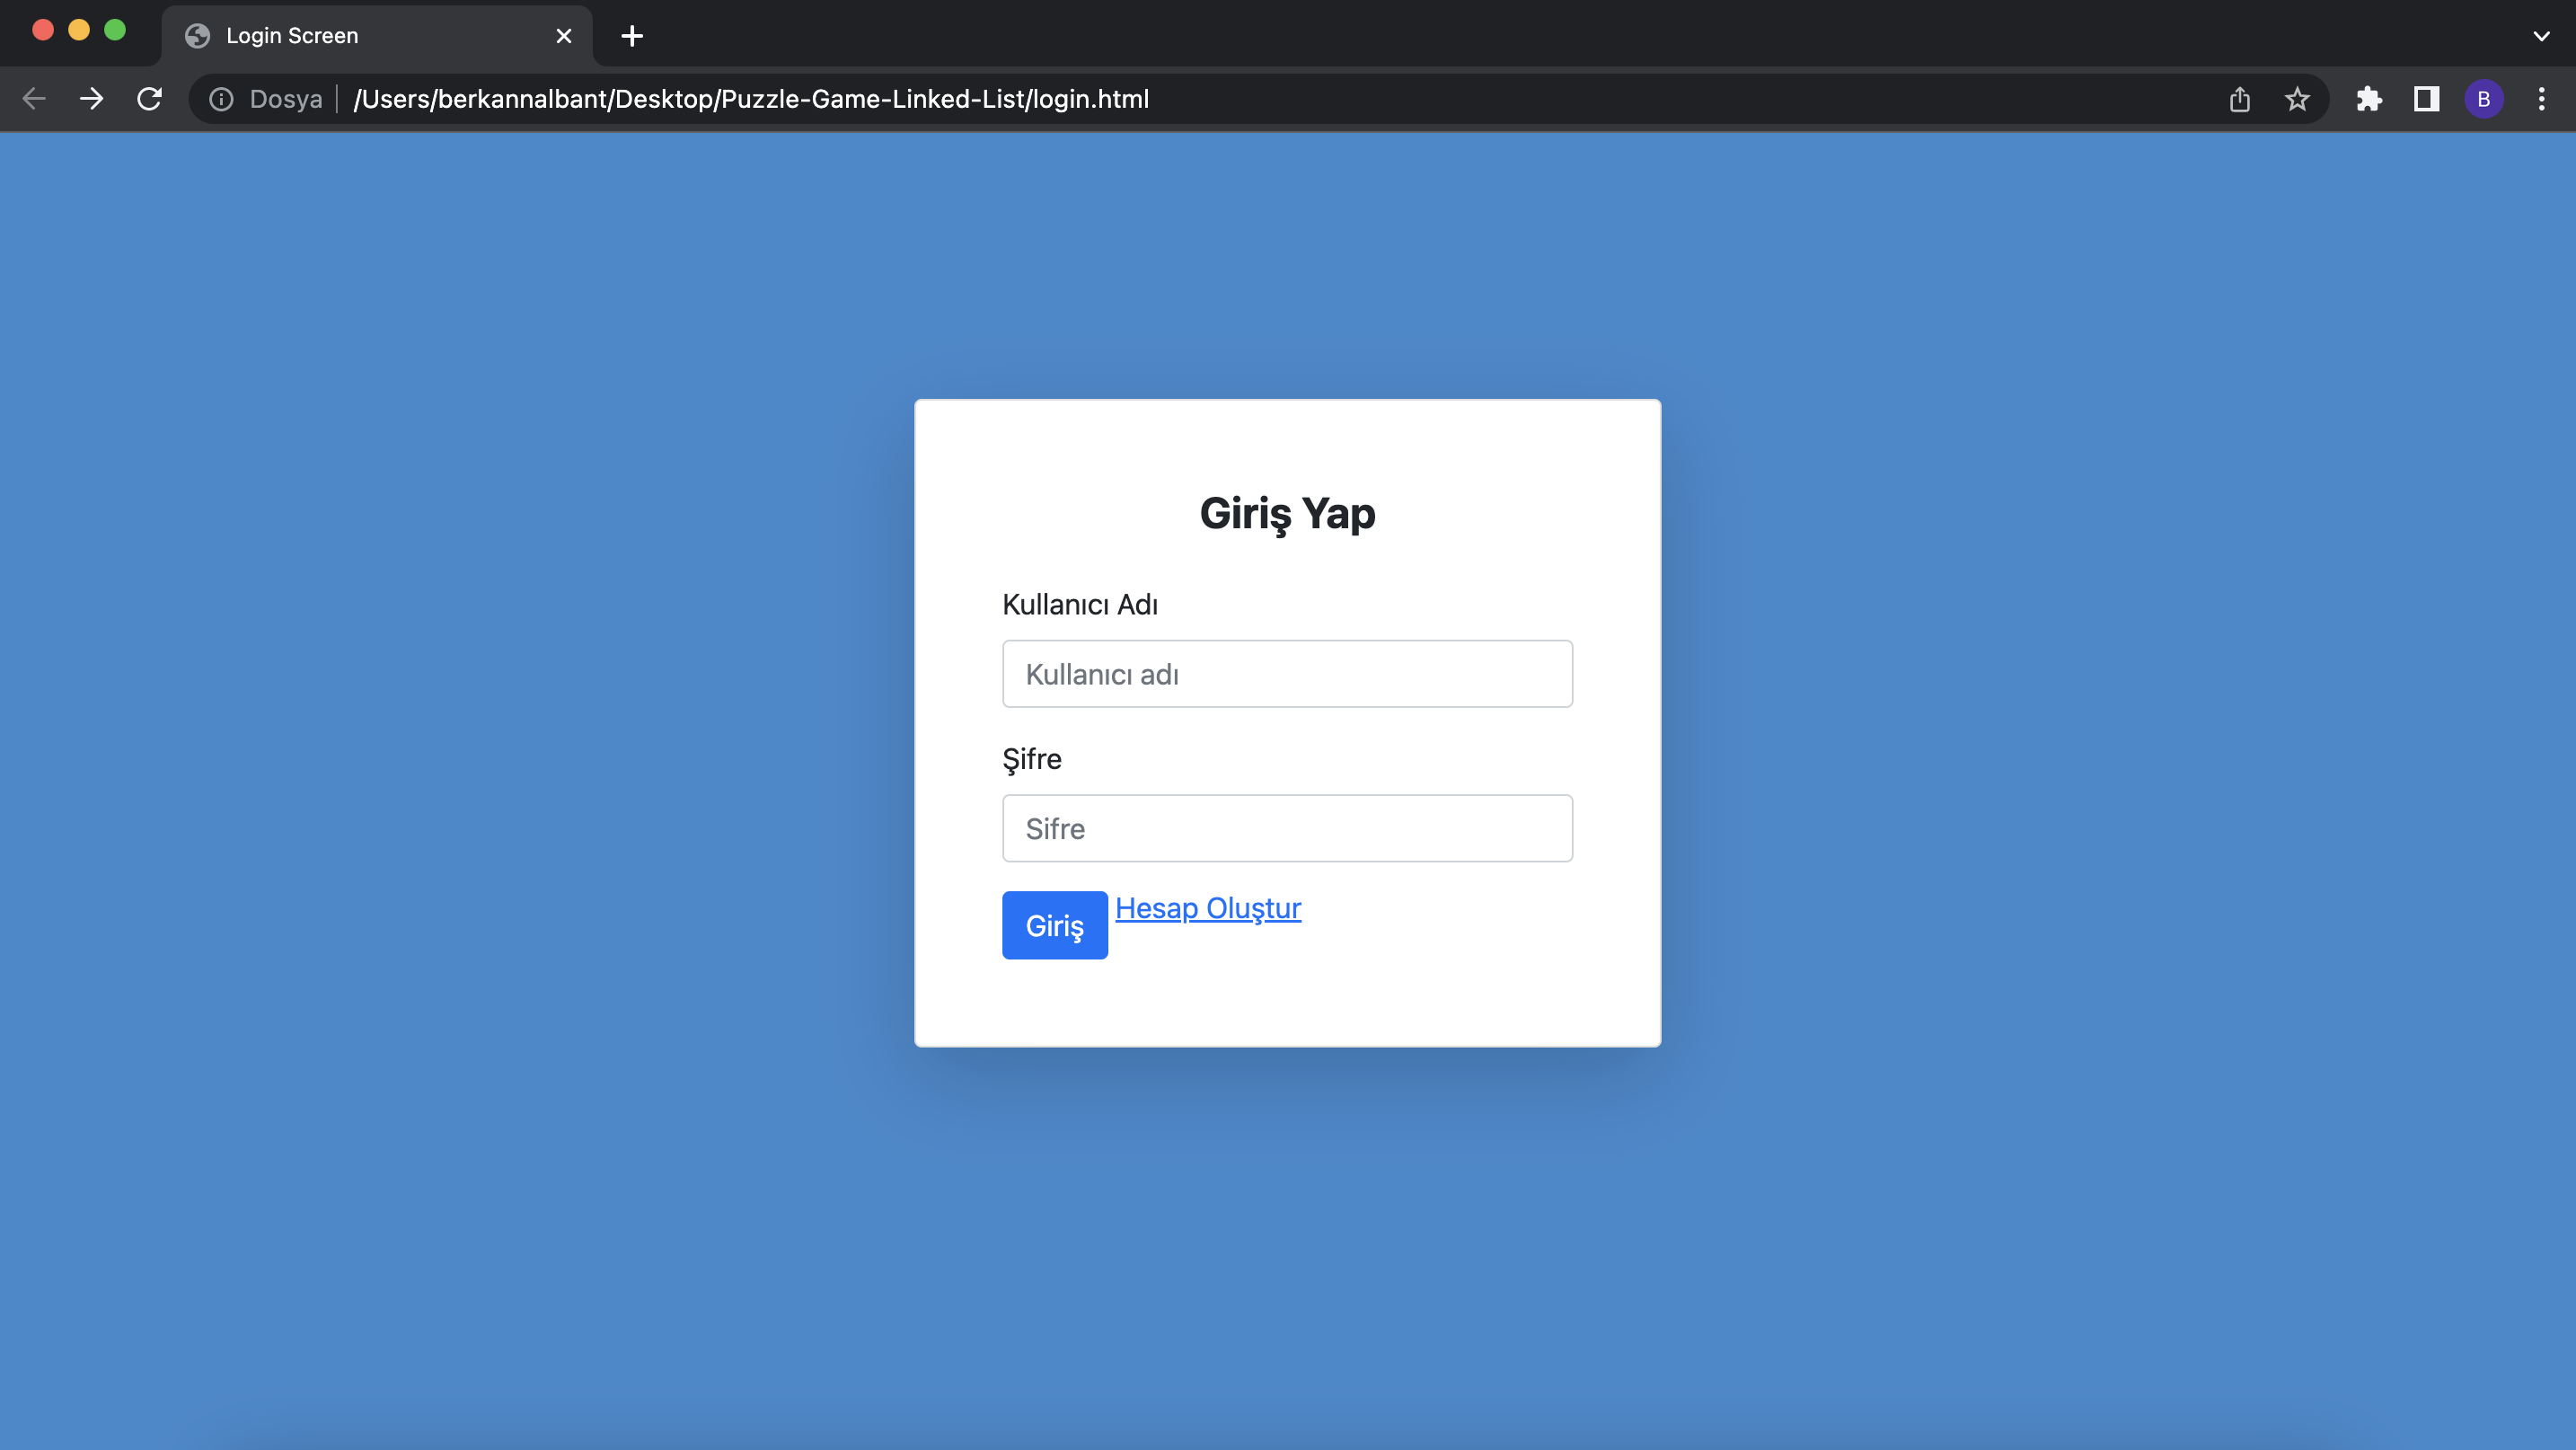 Login Screen
Dosya /Users/berkannalbant/Desktop/Puzzle-Game-Linked-List/login.html
B
Giriş Yap
Kullanıcı Adı
Kullanıcı adı
Şifre
Sifre
Giriş Hesap Oluştur